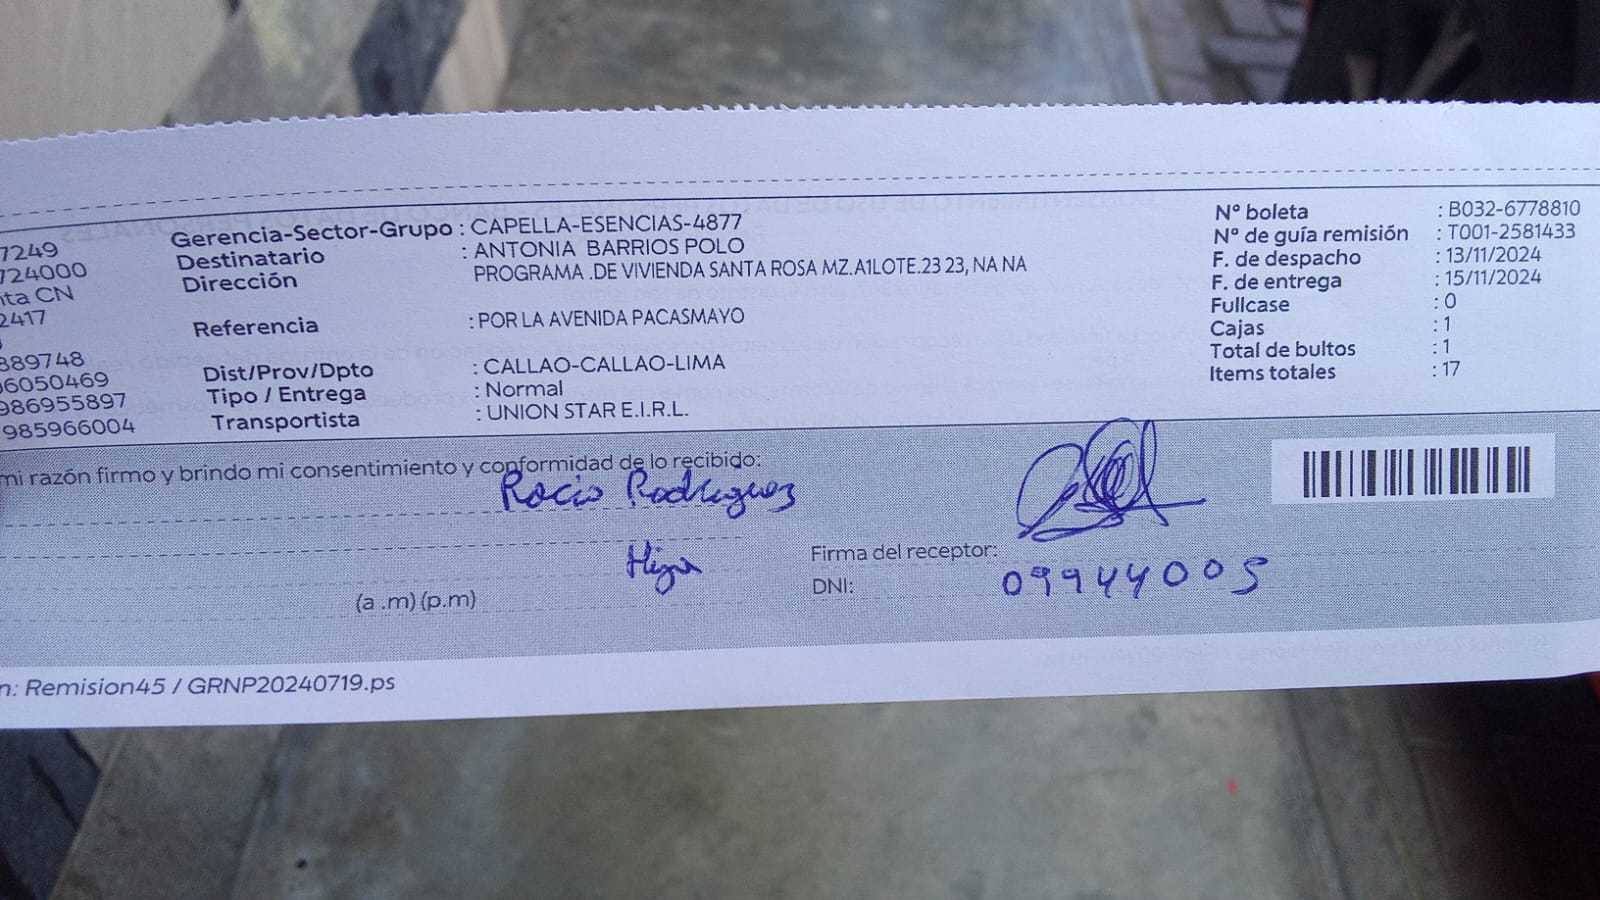 7249
724000
nta CN
2417
889748
96050469
986955897
985966004
Gerencia-Sector-Grupo : CAPELLA-ESENCIAS-4877
Destinatario : ANTONIA BARRIOS POLO
Dirección PROGRAMA .DE VIVIENDA SANTA ROSA MZ.A1LOTE.23 23, NA NA
Referencia : POR LA AVENIDA PACASMAYO
Dist/Prov/Dpto : CALLAO-CALLAO-LIMA
Tipo / Entrega : Normal
Transportista : UNION STAR E.I.R.L.
N° boleta : B032-6778810
N° de guía remisión : T001-2581433
F. de despacho : 13/11/2024
F. de entrega : 15/11/2024
Fullcase : 0
Cajas : 1
Total de bultos : 1
Items totales : 17
mi razón firmo y brindo mi consentimiento y conformidad de lo recibido:
Rocio Rodriguez
Hija
(a .m) (p.m)
Firma del receptor:
DNI: 09944005
n: Remision45 / GRNP20240719.ps